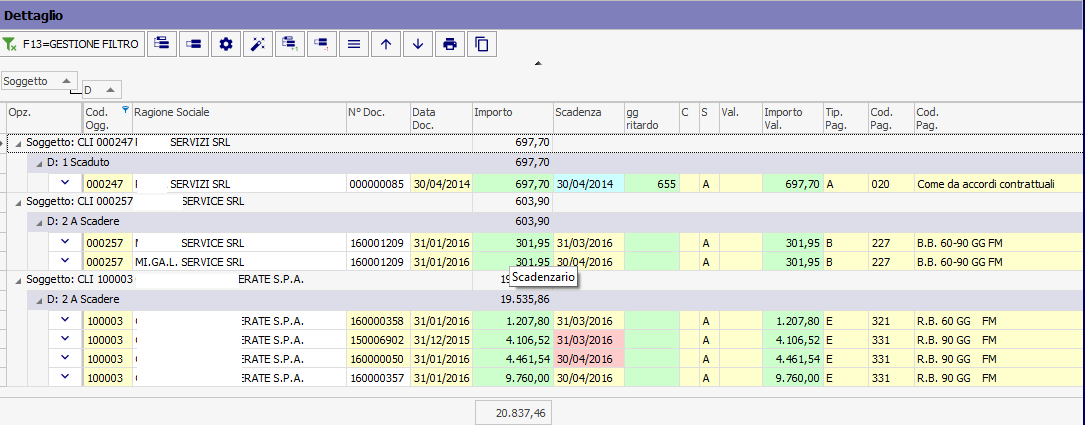 Dettaglio
F13=GESTIONE FILTRO
Soggetto
D
Opz. Cod. Ogg. Ragione Sociale N° Doc. Data Doc. Importo Scadenza gg ritardo C S Val. Importo Val. Tip. Pag. Cod. Pag. Cod. Pag.
Soggetto: CLI 000247 SERVIZI SRL 697,70
D: 1 Scaduto 697,70
000247 SERVIZI SRL 000000085 30/04/2014 697,70 30/04/2014 655 A 697,70 A 020 Come da accordi contrattuali
Soggetto: CLI 000257 SERVICE SRL 603,90
D: 2 A Scadere 603,90
000257 SERVICE SRL 160001209 31/01/2016 301,95 31/03/2016 A 301,95 B 227 B.B. 60-90 GG FM
000257 MI.GA.L. SERVICE SRL 160001209 31/01/2016 301,95 30/04/2016 A 301,95 B 227 B.B. 60-90 GG FM
Scadenzario
Soggetto: CLI 100003 ERATE S.P.A.
D: 2 A Scadere 19.535,86
100003 ERATE S.P.A. 160000358 31/01/2016 1.207,80 31/03/2016 A 1.207,80 E 321 R.B. 60 GG FM
100003 ERATE S.P.A. 150006902 31/12/2015 4.106,52 31/03/2016 A 4.106,52 E 331 R.B. 90 GG FM
100003 ERATE S.P.A. 160000050 31/01/2016 4.461,54 30/04/2016 A 4.461,54 E 331 R.B. 90 GG FM
100003 ERATE S.P.A. 160000357 31/01/2016 9.760,00 30/04/2016 A 9.760,00 E 331 R.B. 90 GG FM
20.837,46